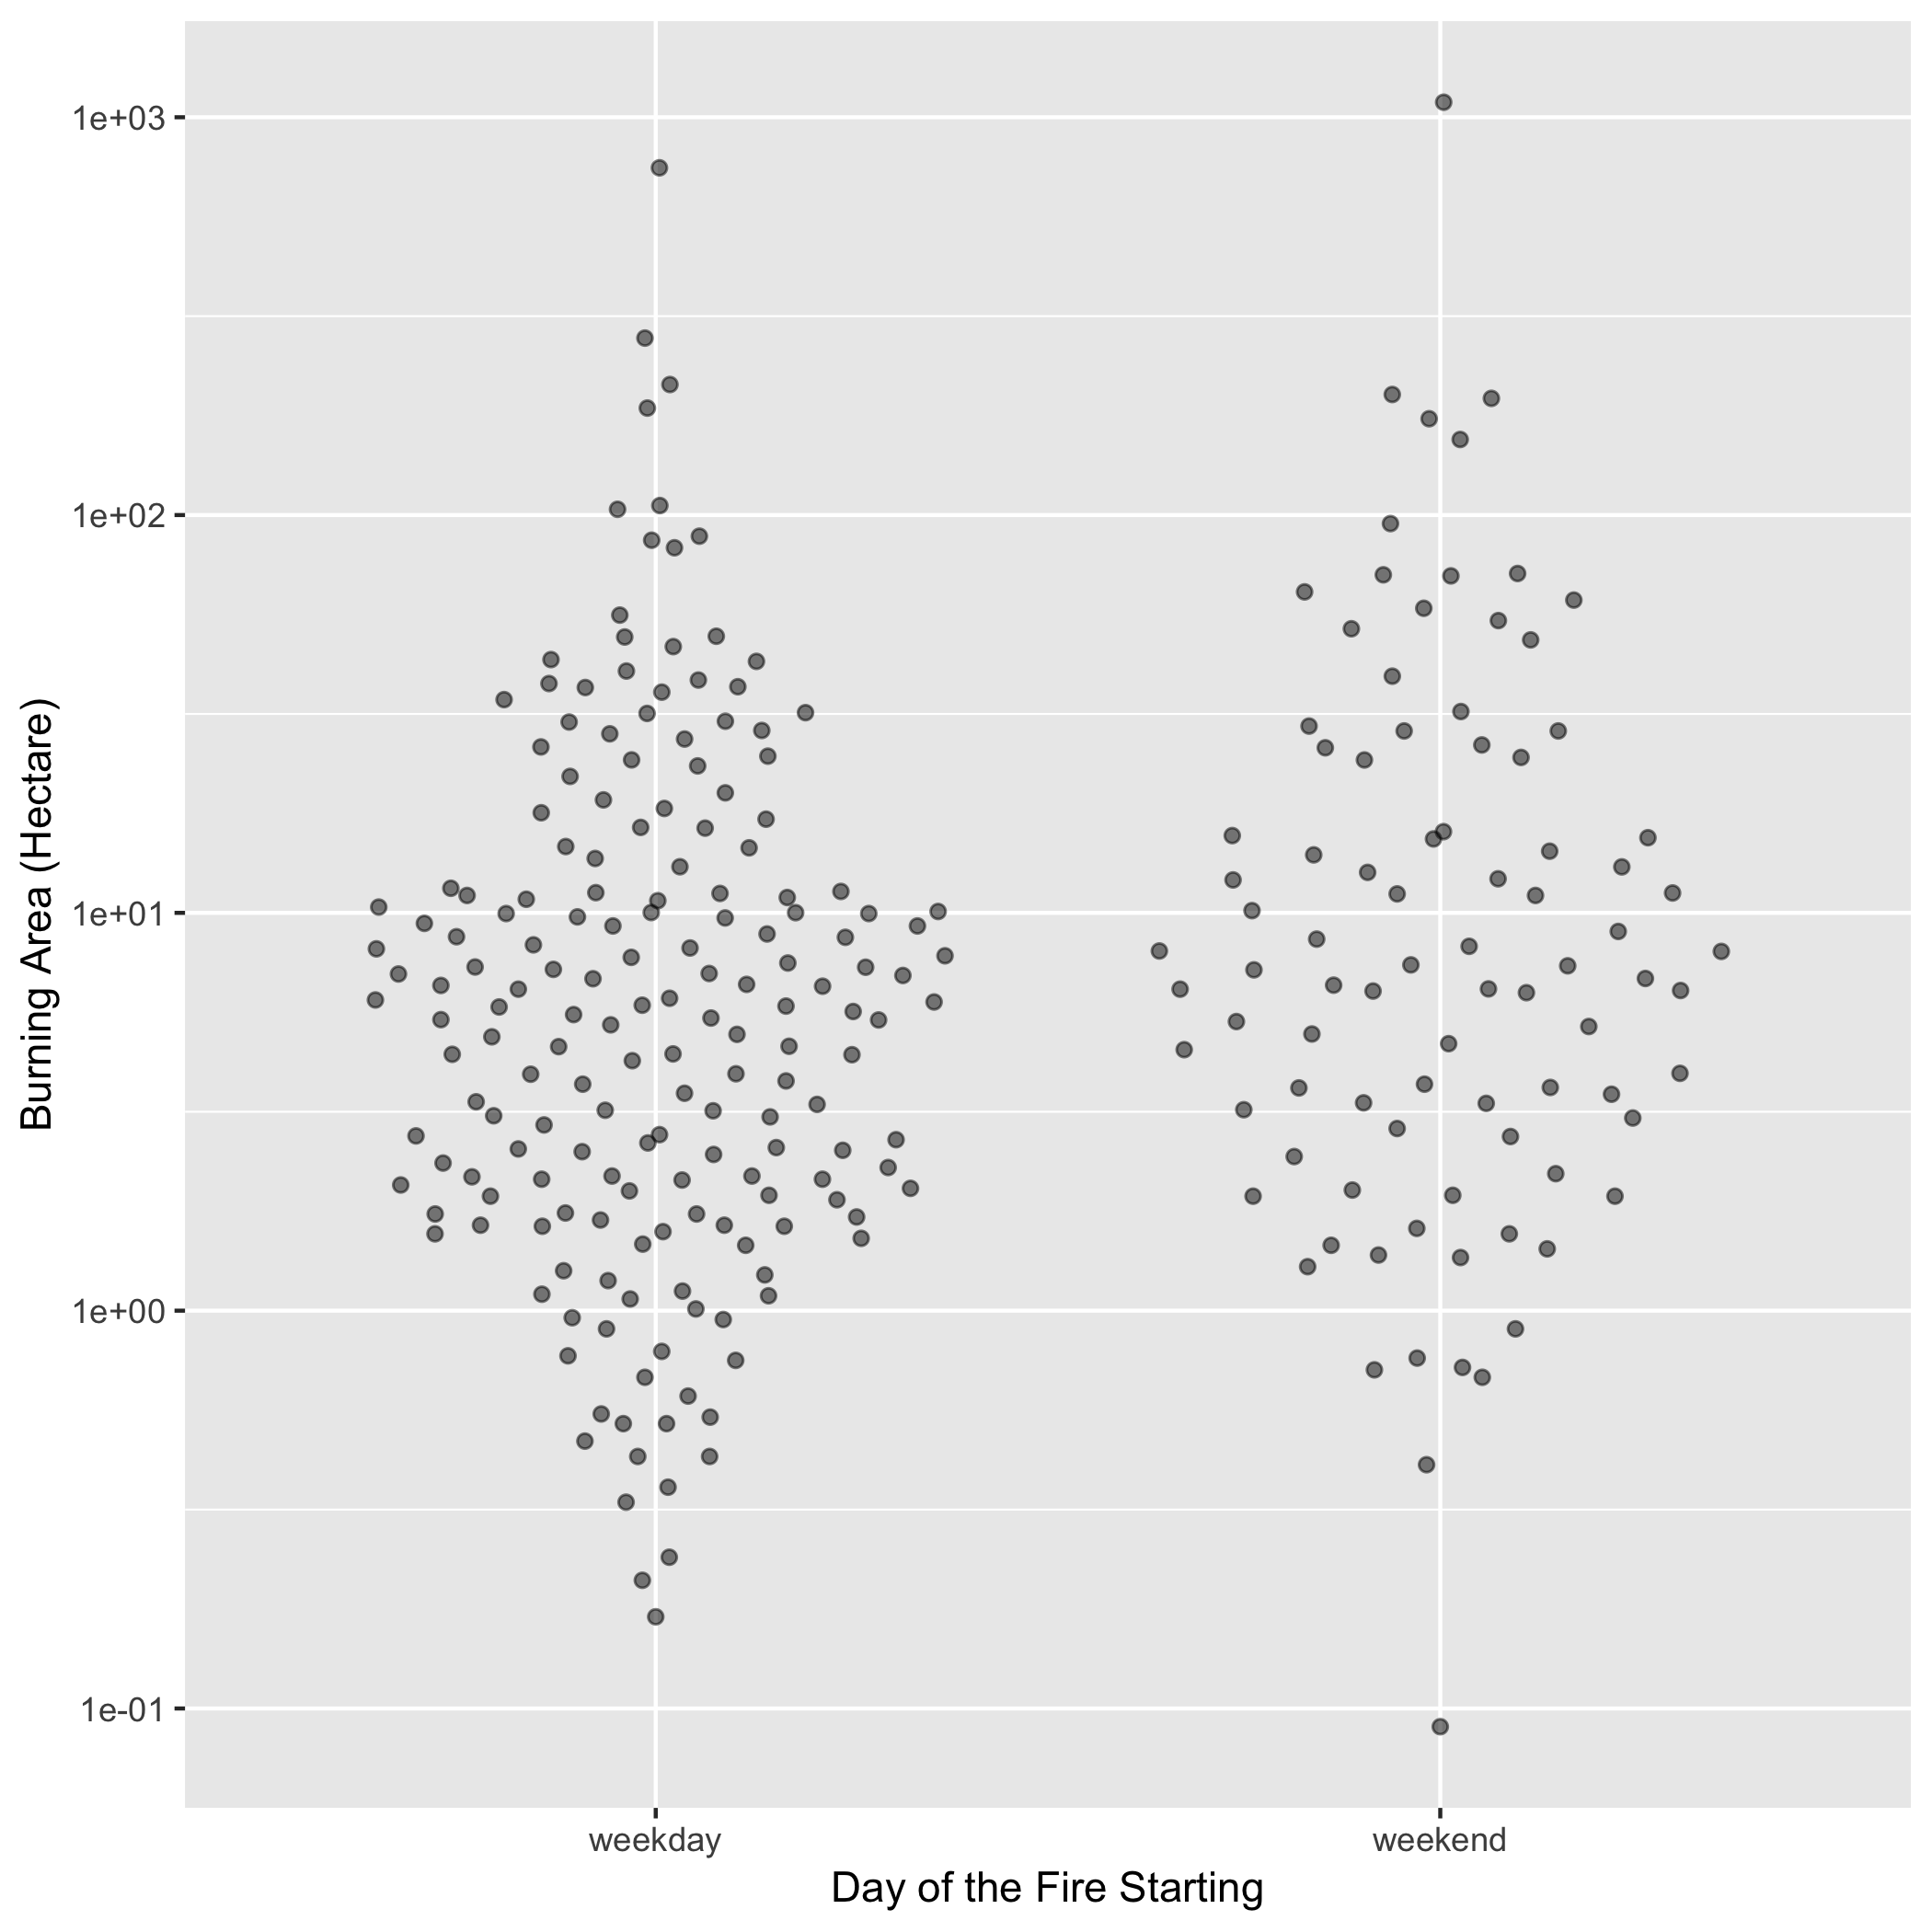 Burning Area (Hectare)
1e+03
1e+02
1e+01
1e+00
1e-01
weekday
weekend
Day of the Fire Starting